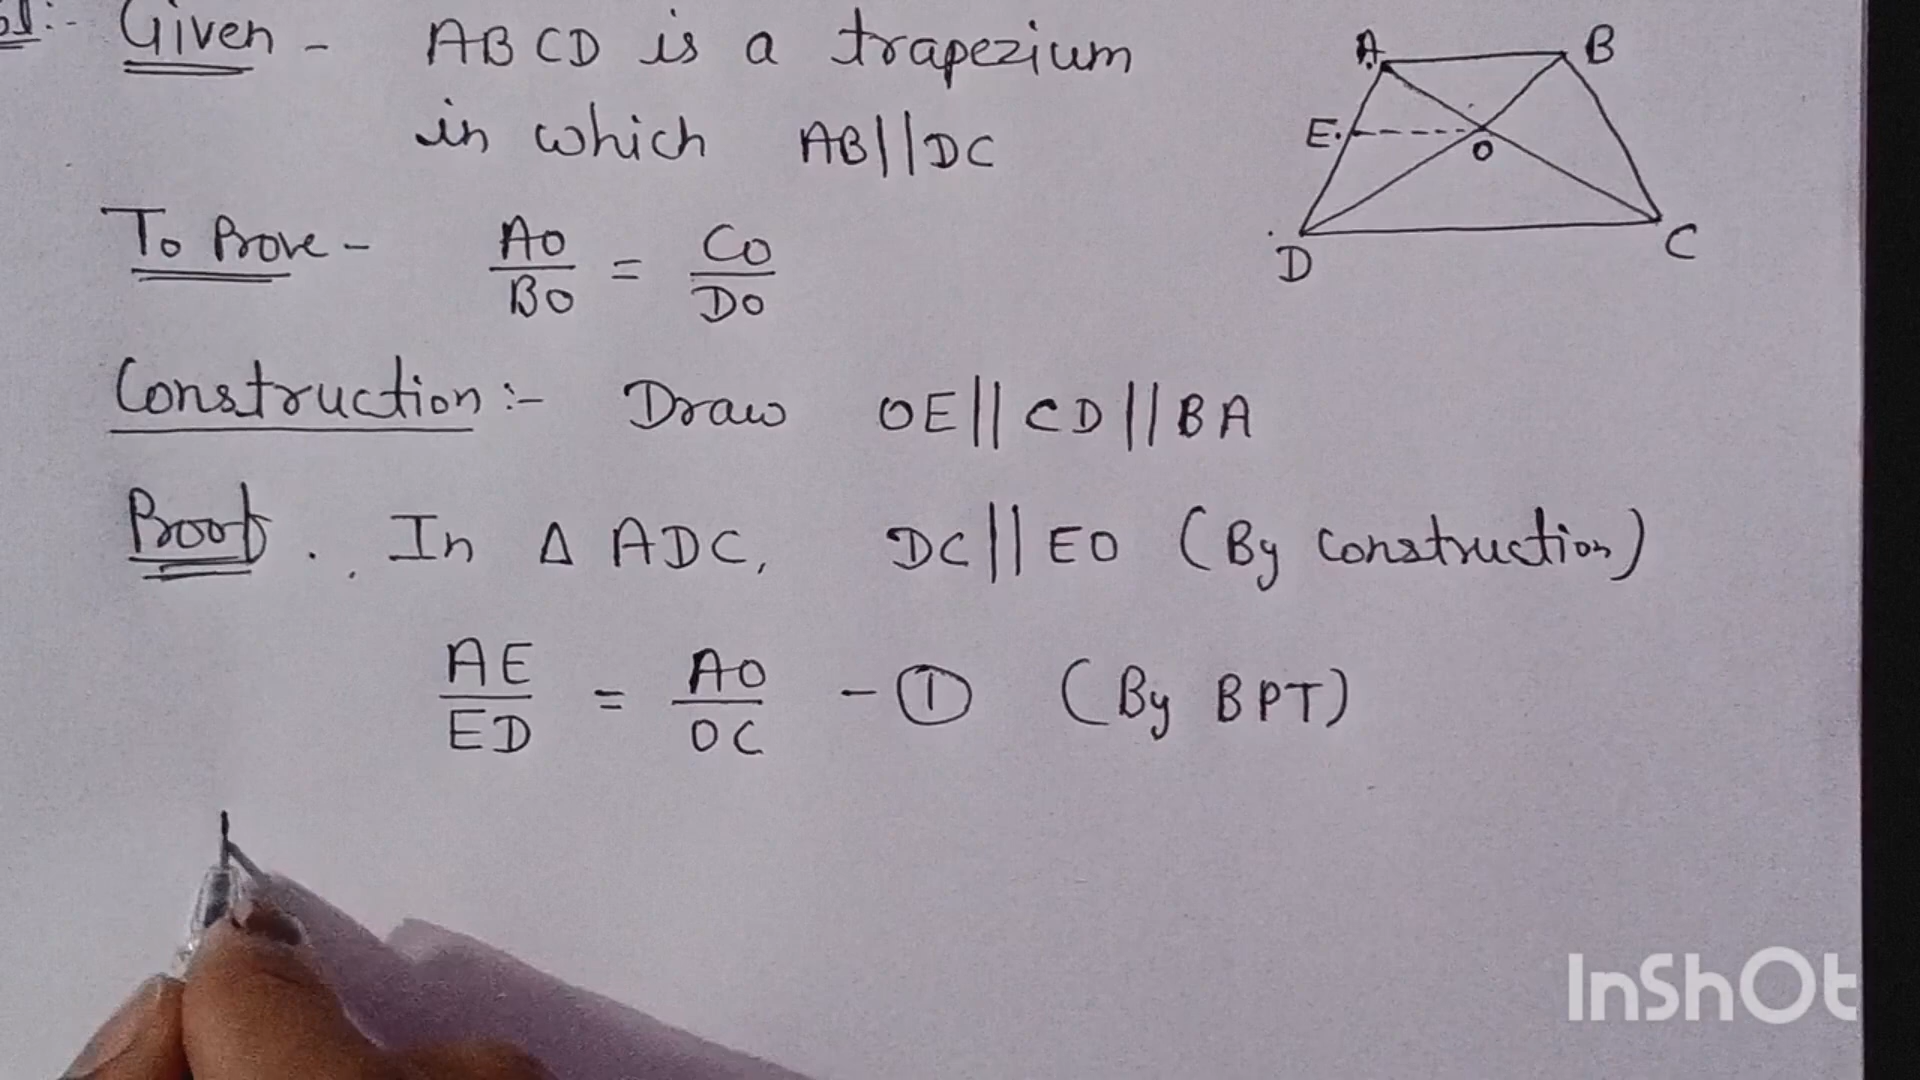 Given - ABCD is a trapezium
in which AB||DC
To Prove - AO/BO = CO/DO
Construction :- Draw OE||CD||BA
Proof . In Δ ADC, DC||EO (By construction)
AE/ED = AO/OC - ① (By BPT)
A B
E O
D C
InShOt